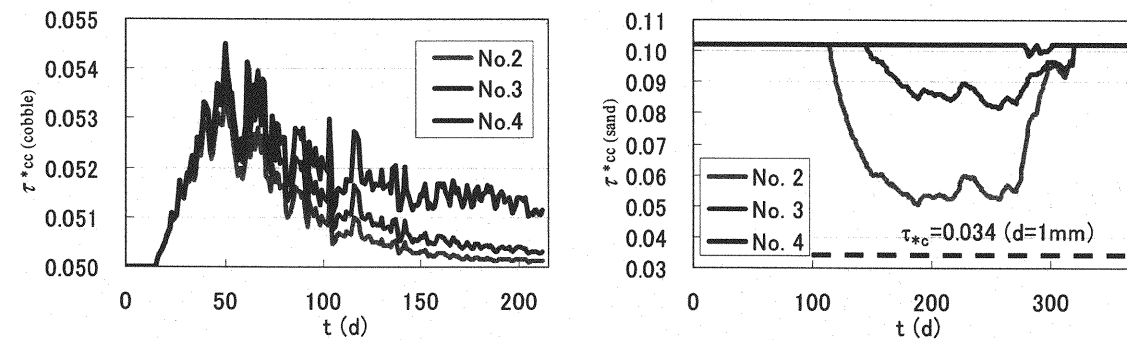 0.055
0.054
0.053
0.052
0.051
0.050
τ*cc (cobble)
No.2
No.3
No.4
0 50 100 150 200
t (d)
0.11
0.10
0.09
0.08
0.07
0.06
0.05
0.04
0.03
τ*cc (sand)
No. 2
No. 3
No. 4
τ*c=0.034 (d=1mm)
0 100 200 300
t (d)